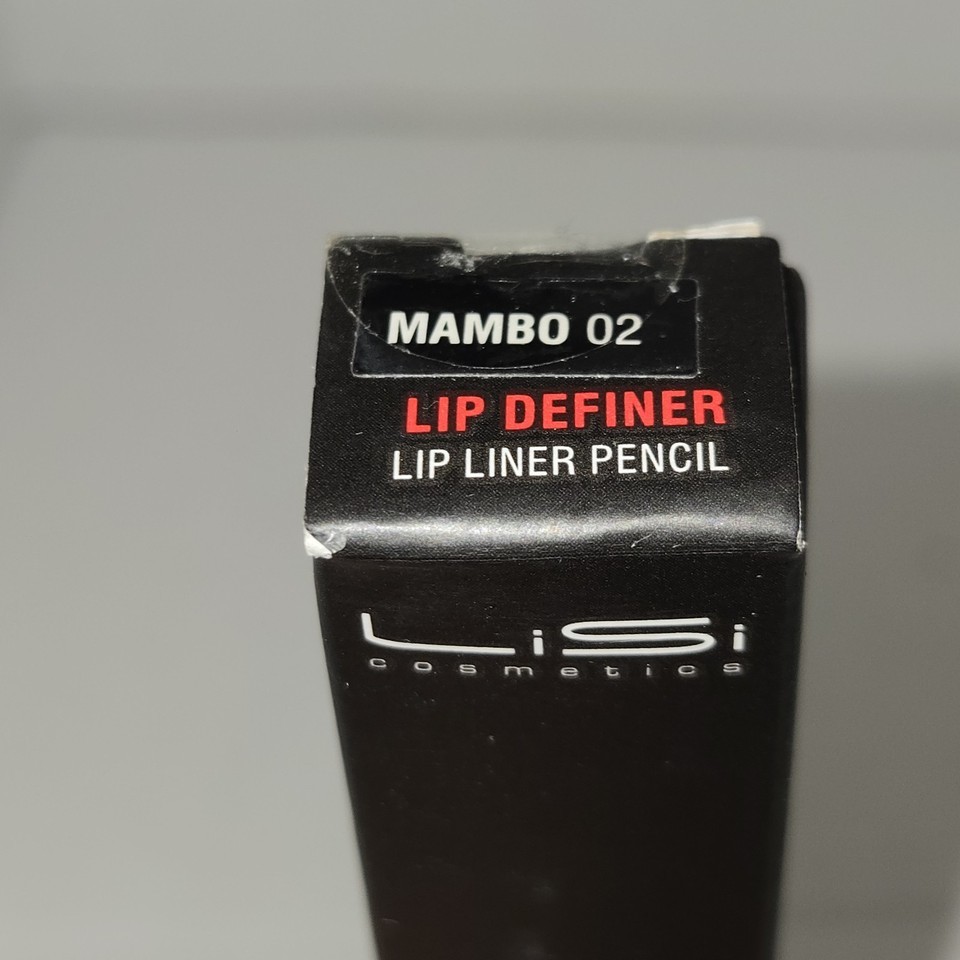 MAMBO 02
LIP DEFINER
LIP LINER PENCIL
LiSi
cosmetics